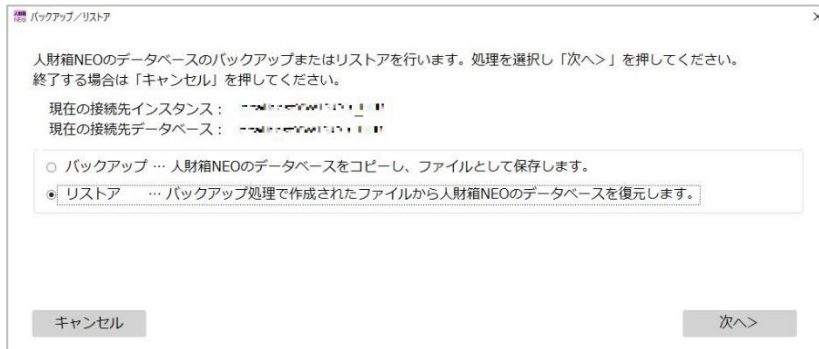 人財箱 NEO バックアップ／リストア
人財箱NEOのデータベースのバックアップまたはリストアを行います。処理を選択し「次へ＞」を押してください。
終了する場合は「キャンセル」を押してください。
現在の接続先インスタンス：
現在の接続先データベース：
バックアップ … 人財箱NEOのデータベースをコピーし、ファイルとして保存します。
リストア … バックアップ処理で作成されたファイルから人財箱NEOのデータベースを復元します。
キャンセル 次へ>